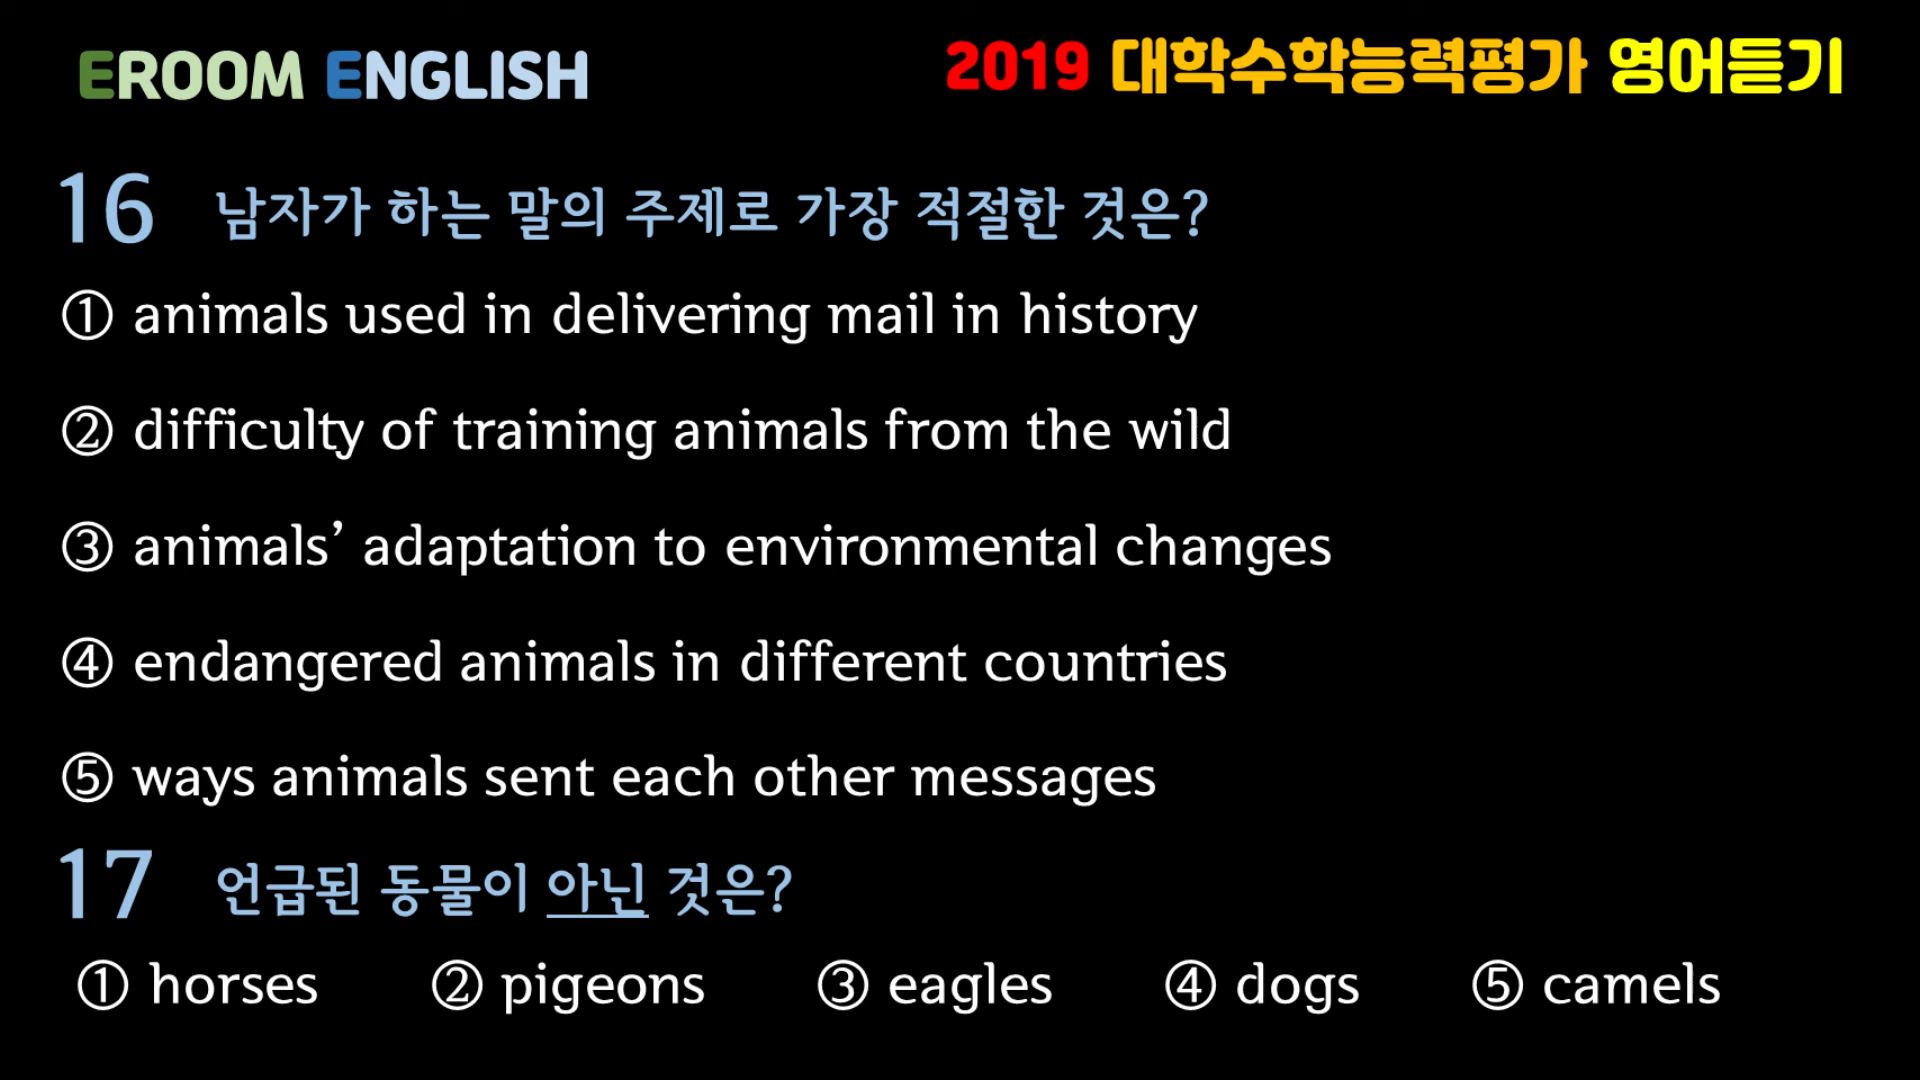 EROOM ENGLISH
2019 대학수학능력평가 영어듣기
16 남자가 하는 말의 주제로 가장 적절한 것은?
① animals used in delivering mail in history
② difficulty of training animals from the wild
③ animals’ adaptation to environmental changes
④ endangered animals in different countries
⑤ ways animals sent each other messages
17 언급된 동물이 아닌 것은?
① horses ② pigeons ③ eagles ④ dogs ⑤ camels